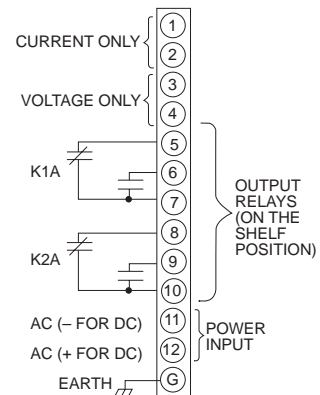 CURRENT ONLY
1
2
VOLTAGE ONLY
3
4
K1A
5
6
7
K2A
8
9
10
OUTPUT
RELAYS
(ON THE
SHELF
POSITION)
AC (– FOR DC)
11
AC (+ FOR DC)
12
POWER
INPUT
EARTH
G